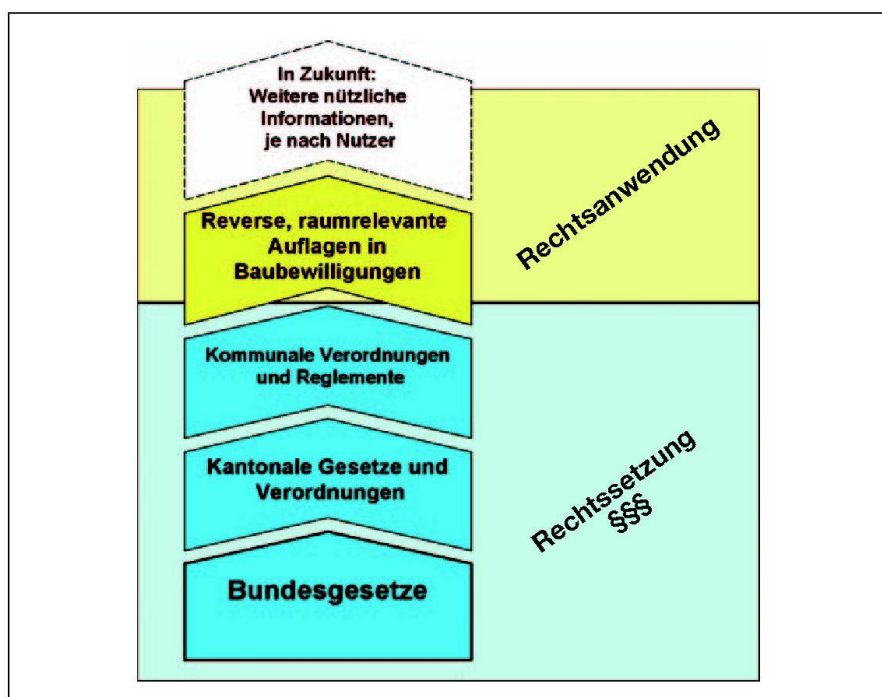 In Zukunft:
Weitere nützliche
Informationen,
je nach Nutzer
Reverse, raumrelevante
Auflagen in
Baubewilligungen
Rechtsanwendung
Kommunale Verordnungen
und Reglemente
Kantonale Gesetze und
Verordnungen
Bundesgesetze
Rechtssetzung
§§§